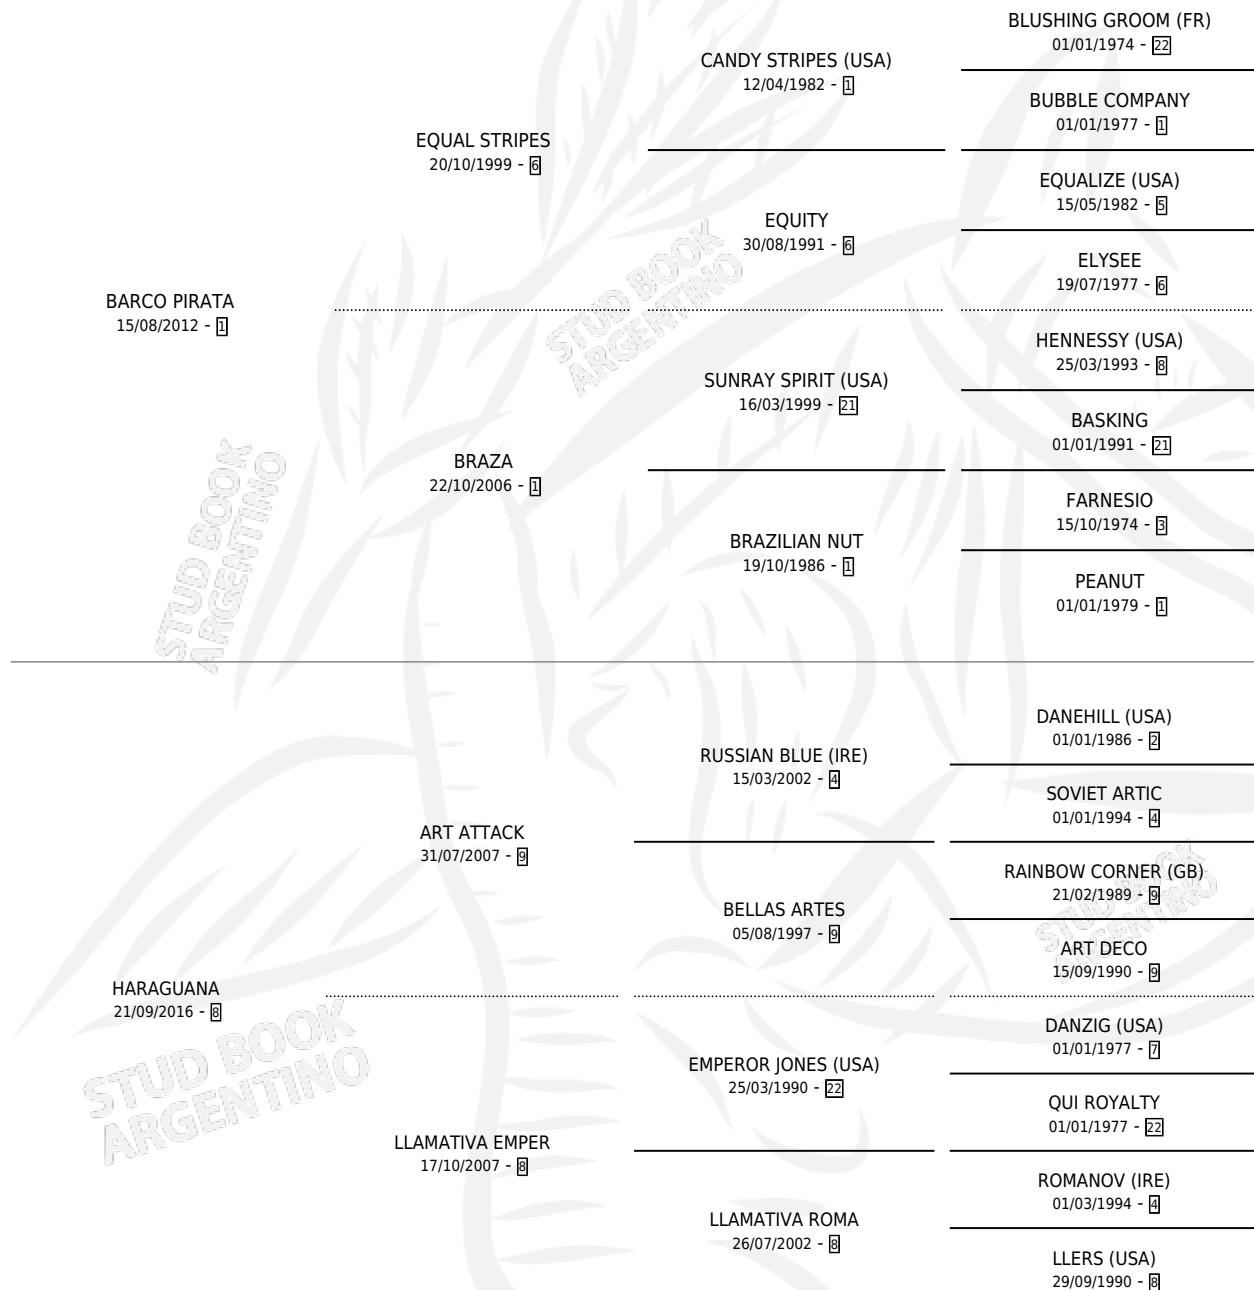 BLUSHING GROOM (FR)
01/01/1974 - 22
CANDY STRIPES (USA)
12/04/1982 - 1
BUBBLE COMPANY
01/01/1977 - 1
EQUAL STRIPES
20/10/1999 - 6
EQUALIZE (USA)
15/05/1982 - 5
EQUITY
30/08/1991 - 6
ELYSEE
19/07/1977 - 6
BARCO PIRATA
15/08/2012 - 1
STUD BOOK
ARGENTINO
HENNESSY (USA)
25/03/1993 - 8
SUNRAY SPIRIT (USA)
16/03/1999 - 21
BASKING
01/01/1991 - 21
BRAZA
22/10/2006 - 1
FARNESIO
15/10/1974 - 3
BRAZILIAN NUT
19/10/1986 - 1
PEANUT
01/01/1979 - 1
STUD BOOK
ARGENTINO
DANEHILL (USA)
01/01/1986 - 2
RUSSIAN BLUE (IRE)
15/03/2002 - 4
SOVIET ARTIC
01/01/1994 - 4
ART ATTACK
31/07/2007 - 9
RAINBOW CORNER (GB)
21/02/1989 - 9
BELLAS ARTES
05/08/1997 - 9
STUD BOOK
ARGENTINO
ART DECO
15/09/1990 - 9
HARAGUANA
21/09/2016 - 8
STUD BOOK
ARGENTINO
DANZIG (USA)
01/01/1977 - 7
EMPEROR JONES (USA)
25/03/1990 - 22
QUI ROYALTY
01/01/1977 - 22
LLAMATIVA EMPER
17/10/2007 - 8
ROMANOV (IRE)
01/03/1994 - 4
LLAMATIVA ROMA
26/07/2002 - 8
LLERS (USA)
29/09/1990 - 8